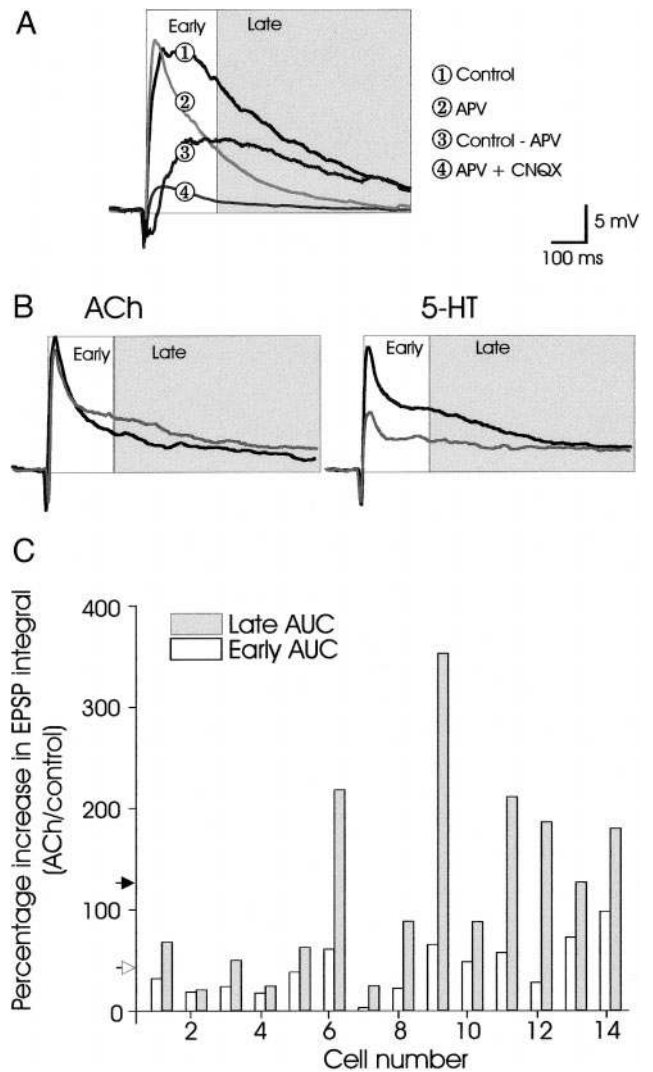 A
Early
Late
1
2
3
4
① Control
② APV
③ Control - APV
④ APV + CNQX
5 mV
100 ms
B
ACh
5-HT
Early
Late
Early
Late
C
Percentage increase in EPSP integral
(ACh/control)
400
300
200
100
0
Late AUC
Early AUC
2
4
6
8
10
12
14
Cell number